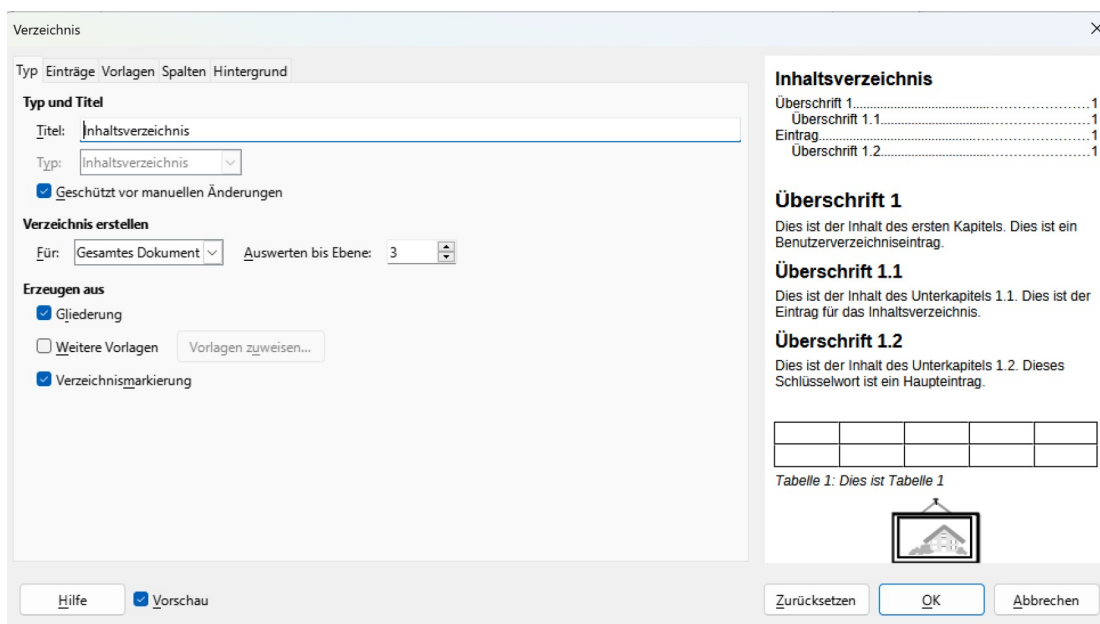 Verzeichnis
Typ Einträge Vorlagen Spalten Hintergrund
Typ und Titel
Titel: Inhaltsverzeichnis
Typ: Inhaltsverzeichnis
Geschützt vor manuellen Änderungen
Verzeichnis erstellen
Für: Gesamtes Dokument Auswerten bis Ebene: 3
Erzeugen aus
Gliederung
Weitere Vorlagen Vorlagen zuweisen...
Verzeichnismarkierung
Inhaltsverzeichnis
Überschrift 1........................................................1
Überschrift 1.1....................................................1
Eintrag................................................................1
Überschrift 1.2....................................................1
Überschrift 1
Dies ist der Inhalt des ersten Kapitels. Dies ist ein
Benutzerverzeichniseintrag.
Überschrift 1.1
Dies ist der Inhalt des Unterkapitels 1.1. Dies ist der
Eintrag für das Inhaltsverzeichnis.
Überschrift 1.2
Dies ist der Inhalt des Unterkapitels 1.2. Dieses
Schlüsselwort ist ein Haupteintrag.
Tabelle 1: Dies ist Tabelle 1
Hilfe Vorschau Zurücksetzen OK Abbrechen